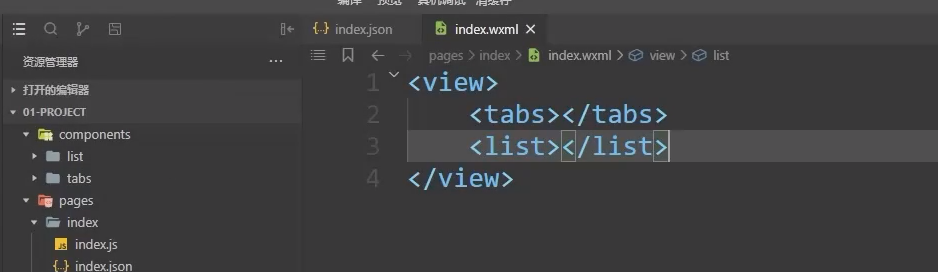 编译 预览 真机调试 清缓存
index.json
index.wxml
资源管理器
pages > index > index.wxml > view > list
打开的编辑器
01-PROJECT
components
list
tabs
pages
index
index.js
index.json
1 <view>
2 <tabs></tabs>
3 <list></list>
4 </view>